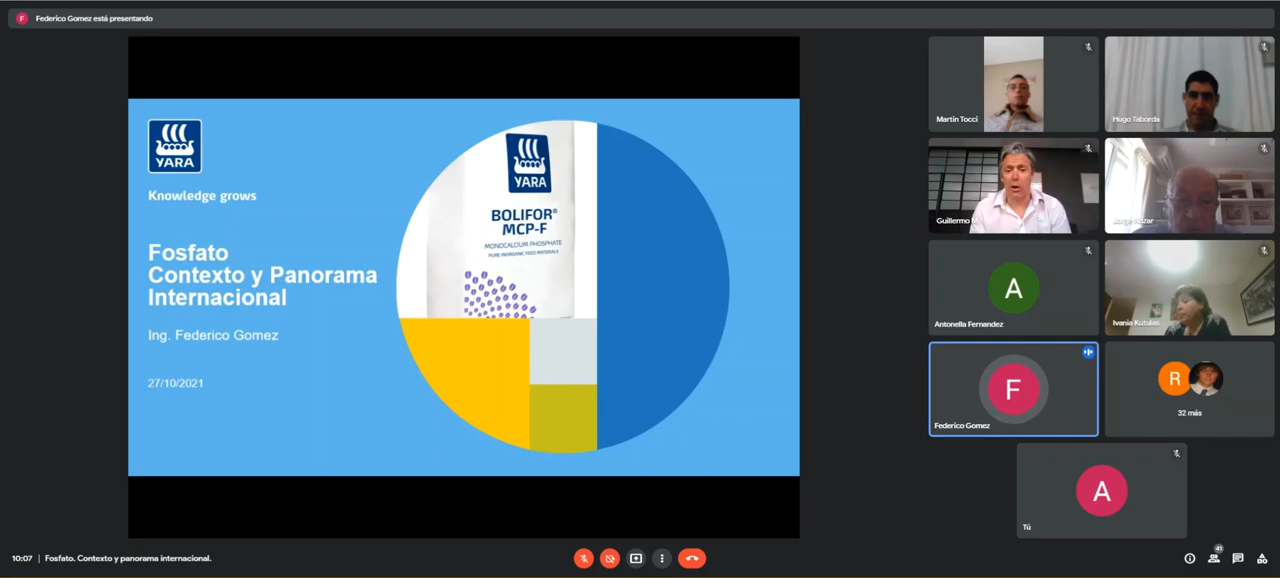 F
Federico Gomez está presentando
YARA
Knowledge grows
Fosfato
Contexto y Panorama
Internacional
Ing. Federico Gomez
27/10/2021
YARA
BOLIFOR®
MCP-F
MONOCALCIUM PHOSPHATE
PURE INORGANIC FEED MATERIALS
Martin Tocci
Hugo Taborda
Guillermo M
A
Antonella Fernandez
Ivania Kutulas
F
Federico Gomez
R
32 más
A
Tú
10:07 | Fosfato. Contexto y panorama internacional.
41